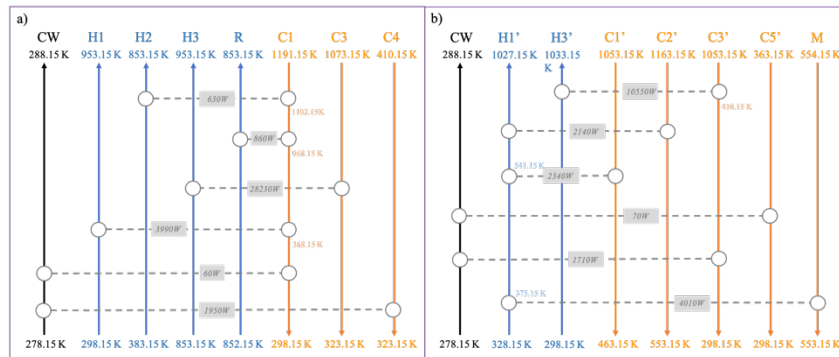 a)
CW H1 H2 H3 R C1 C3 C4
288.15 K 953.15 K 853.15 K 953.15 K 853.15 K 1191.15 K 1073.15 K 410.15 K
630W
1102.15K
860W
968.15 K
28230W
3990W
368.15 K
60W
1950W
278.15 K 298.15 K 383.15 K 853.15 K 852.15 K 298.15 K 323.15 K 323.15 K
b)
CW H1' H3' C1' C2' C3' C5' M
288.15 K 1027.15 K 1033.15 K 1053.15 K 1163.15 K 1053.15 K 363.15 K 554.15 K
10550W
439.15 K
2140W
541.15 K
2340W
70W
1710W
375.15 K
4010W
278.15 K 328.15 K 298.15 K 463.15 K 553.15 K 298.15 K 298.15 K 553.15 K